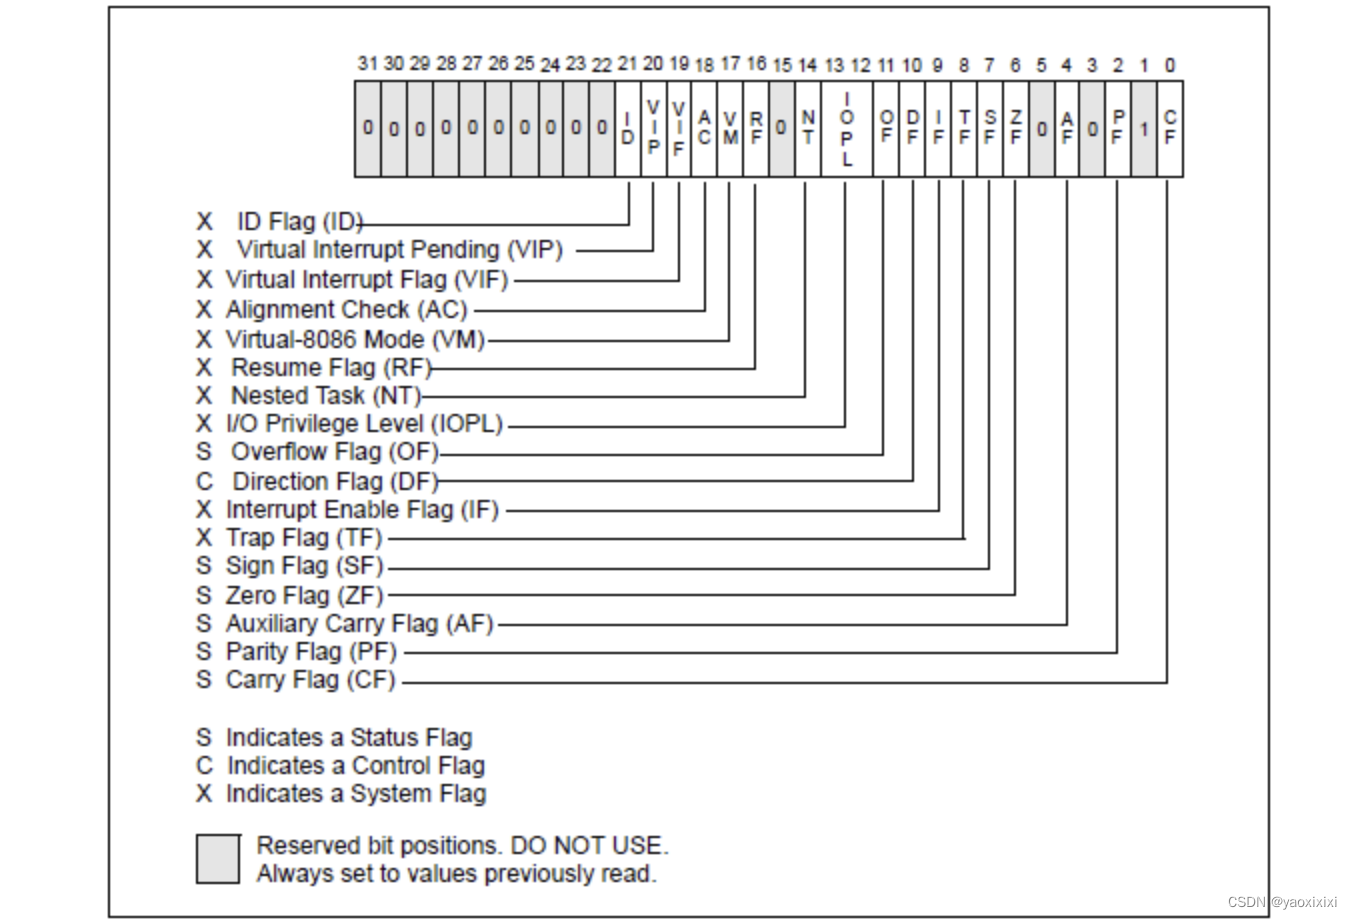 31 30 29 28 27 26 25 24 23 22 21 20 19 18 17 16 15 14 13 12 11 10 9 8 7 6 5 4 3 2 1 0
0 0 0 0 0 0 0 0 0 0 ID VIP VIF AC VM RF 0 NT IOPL OF DF IF TF SF ZF 0 AF 0 PF 1 CF
X ID Flag (ID)
X Virtual Interrupt Pending (VIP)
X Virtual Interrupt Flag (VIF)
X Alignment Check (AC)
X Virtual-8086 Mode (VM)
X Resume Flag (RF)
X Nested Task (NT)
X I/O Privilege Level (IOPL)
S Overflow Flag (OF)
C Direction Flag (DF)
X Interrupt Enable Flag (IF)
X Trap Flag (TF)
S Sign Flag (SF)
S Zero Flag (ZF)
S Auxiliary Carry Flag (AF)
S Parity Flag (PF)
S Carry Flag (CF)
S Indicates a Status Flag
C Indicates a Control Flag
X Indicates a System Flag
Reserved bit positions. DO NOT USE.
Always set to values previously read.
CSDN @yaoxixixi